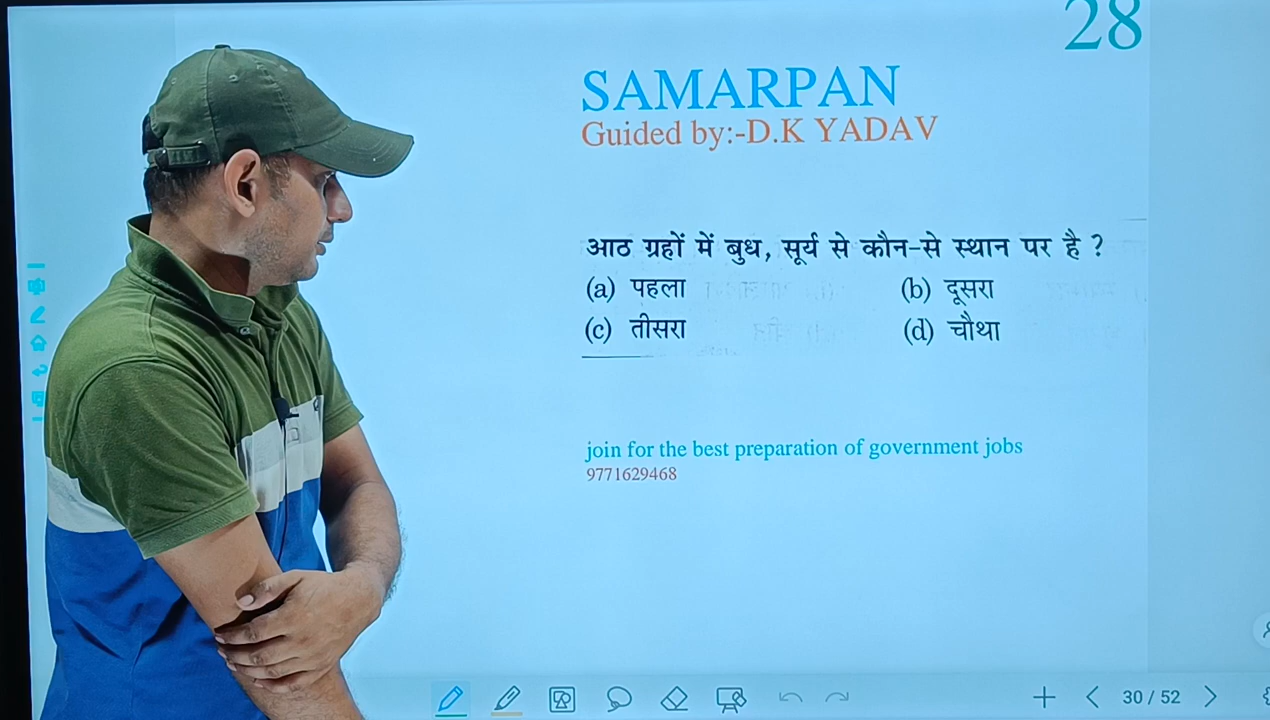 28
SAMARPAN
Guided by:-D.K YADAV
आठ ग्रहों में बुध, सूर्य से कौन-से स्थान पर है ?
(a) पहला (b) दूसरा
(c) तीसरा (d) चौथा
join for the best preparation of government jobs
9771629468
30 / 52